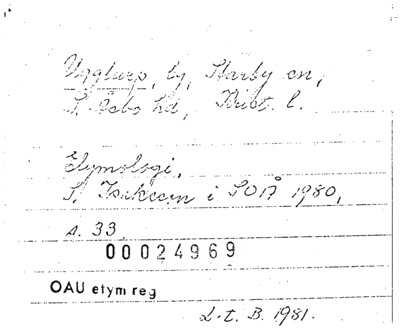 Ugglarp, by, Starby sn,
S. Åsbo hd, Krist. l.
Etymologi,
S. Isaksson i SOÅ 1980,
s. 33
00024969
OAU etym reg
L.t. B. 1981.